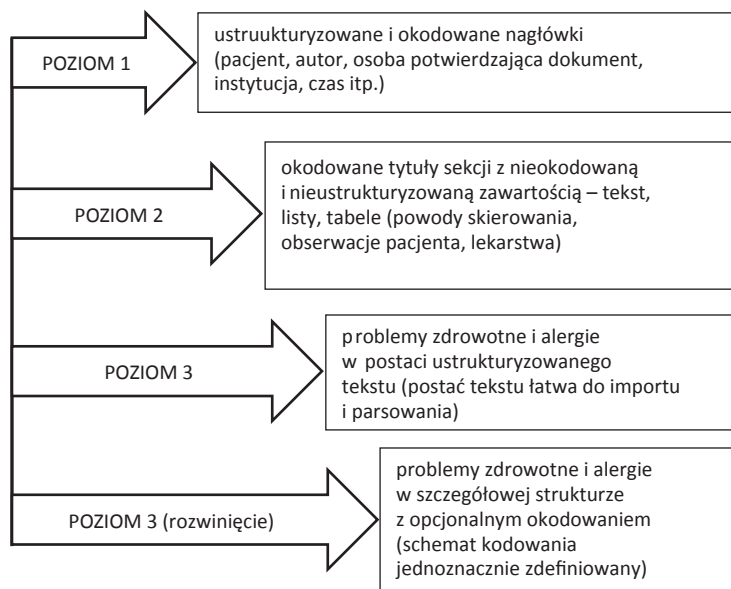 POZIOM 1
ustruukturyzowane i okodowane nagłówki
(pacjent, autor, osoba potwierdzająca dokument,
instytucja, czas itp.)
POZIOM 2
okodowane tytuły sekcji z nieokodowaną
i nieustrukturyzowaną zawartością – tekst,
listy, tabele (powody skierowania,
obserwacje pacjenta, lekarstwa)
POZIOM 3
problemy zdrowotne i alergie
w postaci ustrukturyzowanego
tekstu (postać tekstu łatwa do importu
i parsowania)
POZIOM 3 (rozwinięcie)
problemy zdrowotne i alergie
w szczegółowej strukturze
z opcjonalnym okodowaniem
(schemat kodowania
jednoznacznie zdefiniowany)